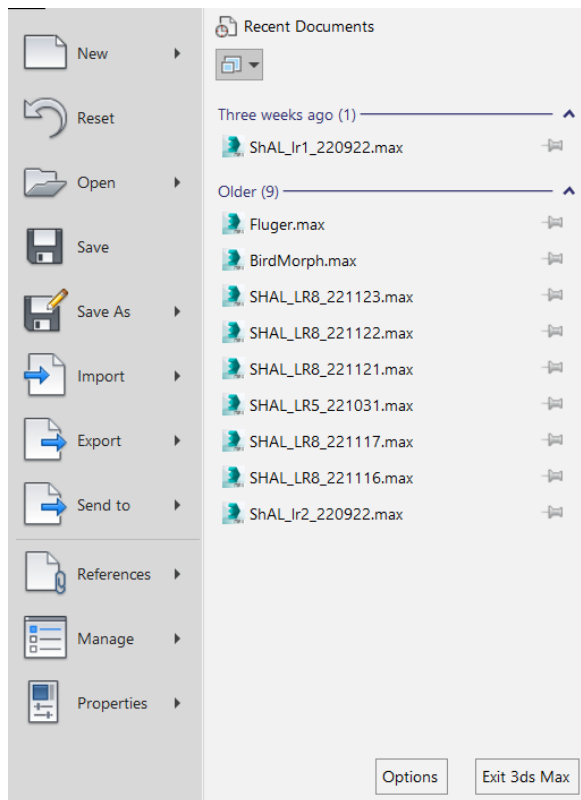 New
Reset
Open
Save
Save As
Import
Export
Send to
References
Manage
Properties
Recent Documents
Three weeks ago (1)
ShAL_lr1_220922.max
Older (9)
Fluger.max
BirdMorph.max
SHAL_LR8_221123.max
SHAL_LR8_221122.max
SHAL_LR8_221121.max
SHAL_LR5_221031.max
SHAL_LR8_221117.max
SHAL_LR8_221116.max
ShAL_lr2_220922.max
Options
Exit 3ds Max